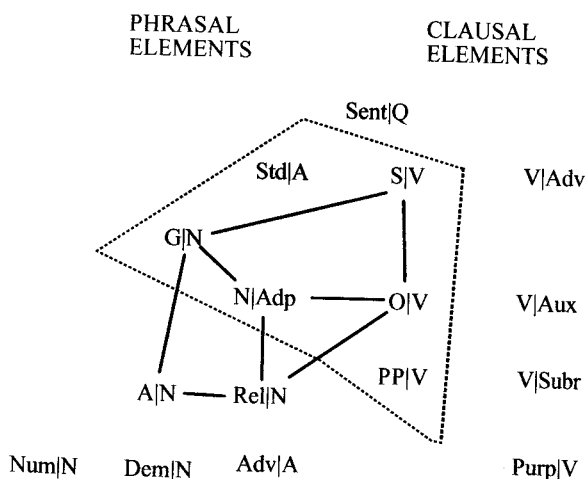 PHRASAL
ELEMENTS
CLAUSAL
ELEMENTS
Sent|Q
Std|A
S|V
V|Adv
G|N
N|Adp
O|V
V|Aux
A|N
Rel|N
PP|V
V|Subr
Num|N
Dem|N
Adv|A
Purp|V